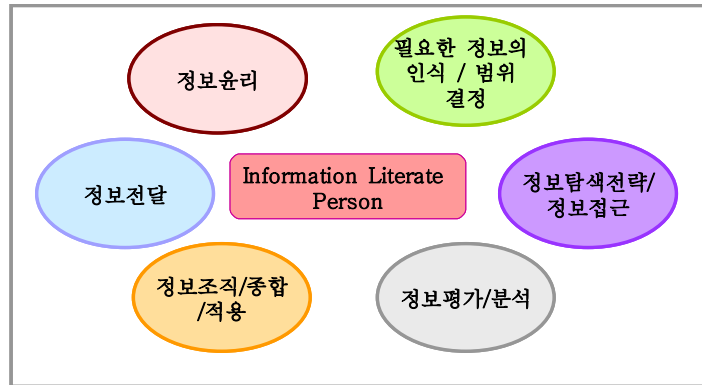 정보윤리
필요한 정보의
인식 / 범위
결정
정보전달
Information Literate
Person
정보탐색전략/
정보접근
정보조직/종합
/적용
정보평가/분석